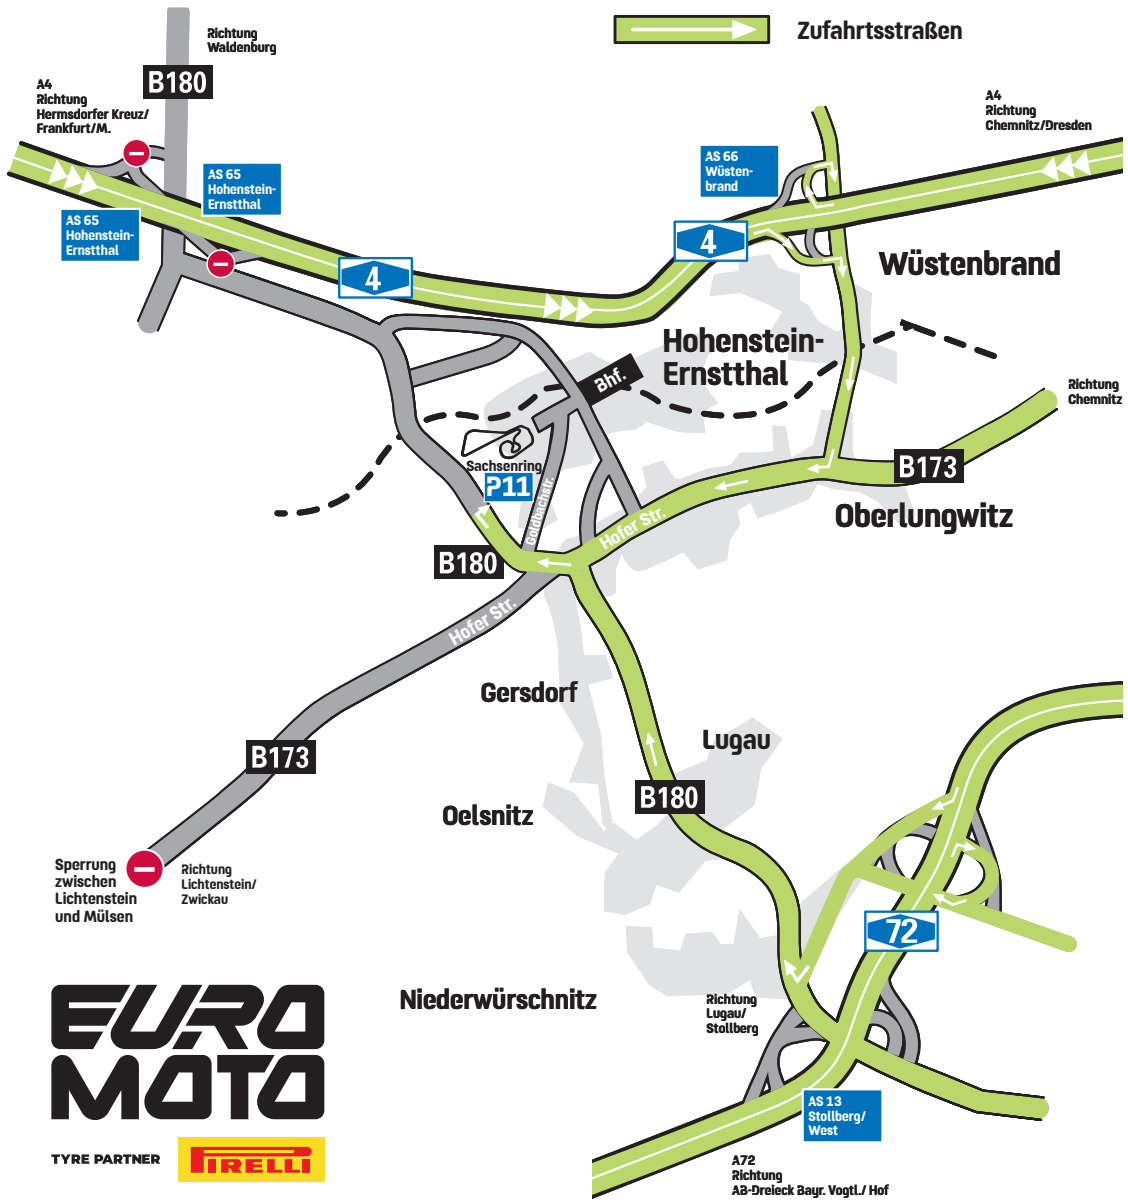 Zufahrtsstraßen
Richtung
Waldenburg
B180
A4
Richtung
Hermsdorfer Kreuz/
Frankfurt/M.
A4
Richtung
Chemnitz/Dresden
AS 65
Hohenstein-
Ernstthal
AS 65
Hohenstein-
Ernstthal
AS 66
Wüsten-
brand
4
4
Wüstenbrand
Hohenstein-
Ernstthal
Bhf.
Richtung
Chemnitz
Sachsenring
P11
Goldbachstr.
B173
Oberlungwitz
Hofer Str.
B180
Hofer Str.
Gersdorf
Lugau
B173
B180
Oelsnitz
Sperrung
zwischen
Lichtenstein
und Mülsen
Richtung
Lichtenstein/
Zwickau
72
Niederwürschnitz
Richtung
Lugau/
Stollberg
AS 13
Stollberg/
West
A72
Richtung
AB-Dreieck Bayr. Vogtl./ Hof
EURO
MOTO
TYRE PARTNER
PIRELLI